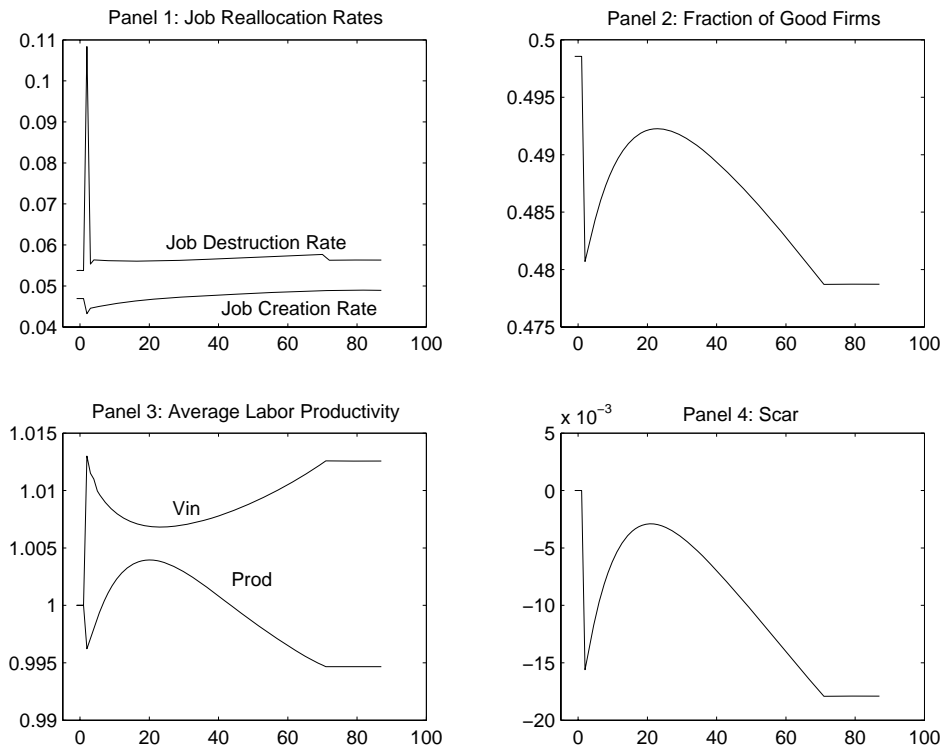 Panel 1: Job Reallocation Rates
0.11
0.1
0.09
0.08
0.07
0.06
0.05
0.04
Job Destruction Rate
Job Creation Rate
0 20 40 60 80 100
Panel 2: Fraction of Good Firms
0.5
0.495
0.49
0.485
0.48
0.475
0 20 40 60 80 100
Panel 3: Average Labor Productivity
1.015
1.01
1.005
1
0.995
0.99
Vin
Prod
0 20 40 60 80 100
Panel 4: Scar
x 10⁻³
5
0
−5
−10
−15
−20
0 20 40 60 80 100